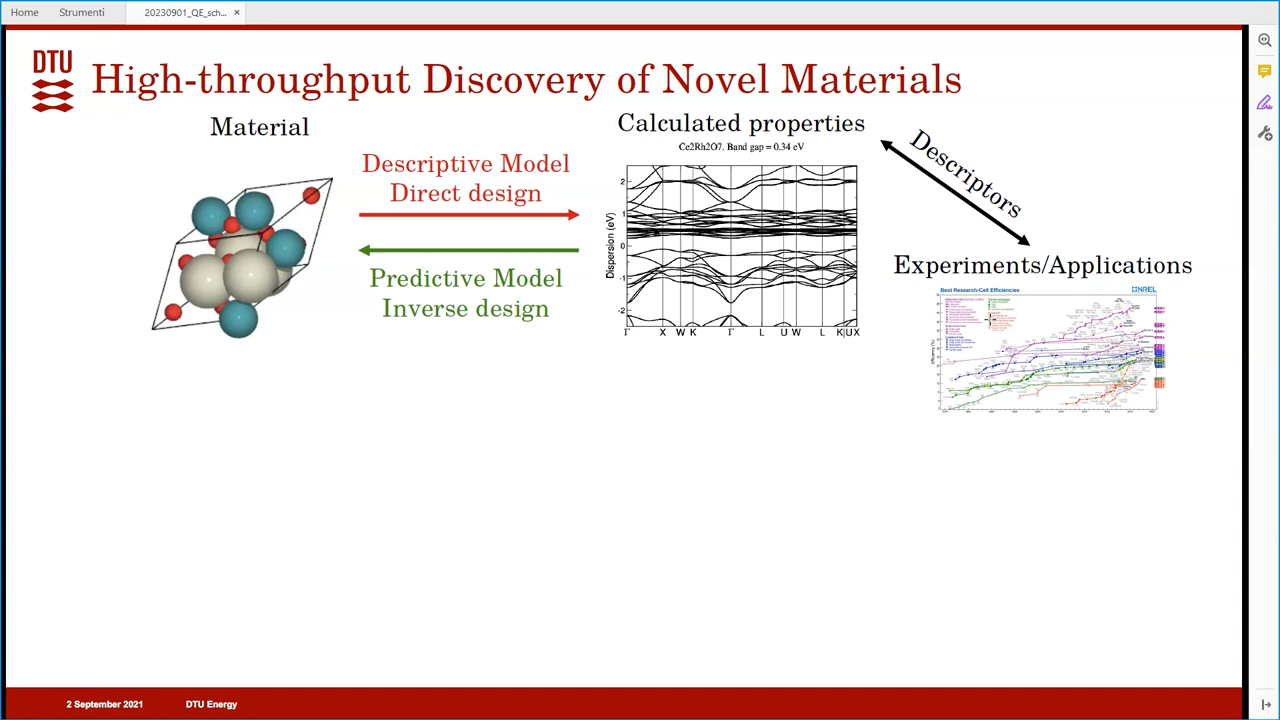 Home
Strumenti
20230901_QE_sch...
×
DTU
High-throughput Discovery of Novel Materials
Material
Descriptive Model
Direct design
Predictive Model
Inverse design
Calculated properties
Ce2Rh2O7. Band gap = 0.34 eV
Dispersion (eV)
2
1
0
-1
-2
Γ X W K Γ L U W L K|U X
Descriptors
Experiments/Applications
Best Research-Cell Efficiencies
NREL
Efficiency (%)
2 September 2021
DTU Energy